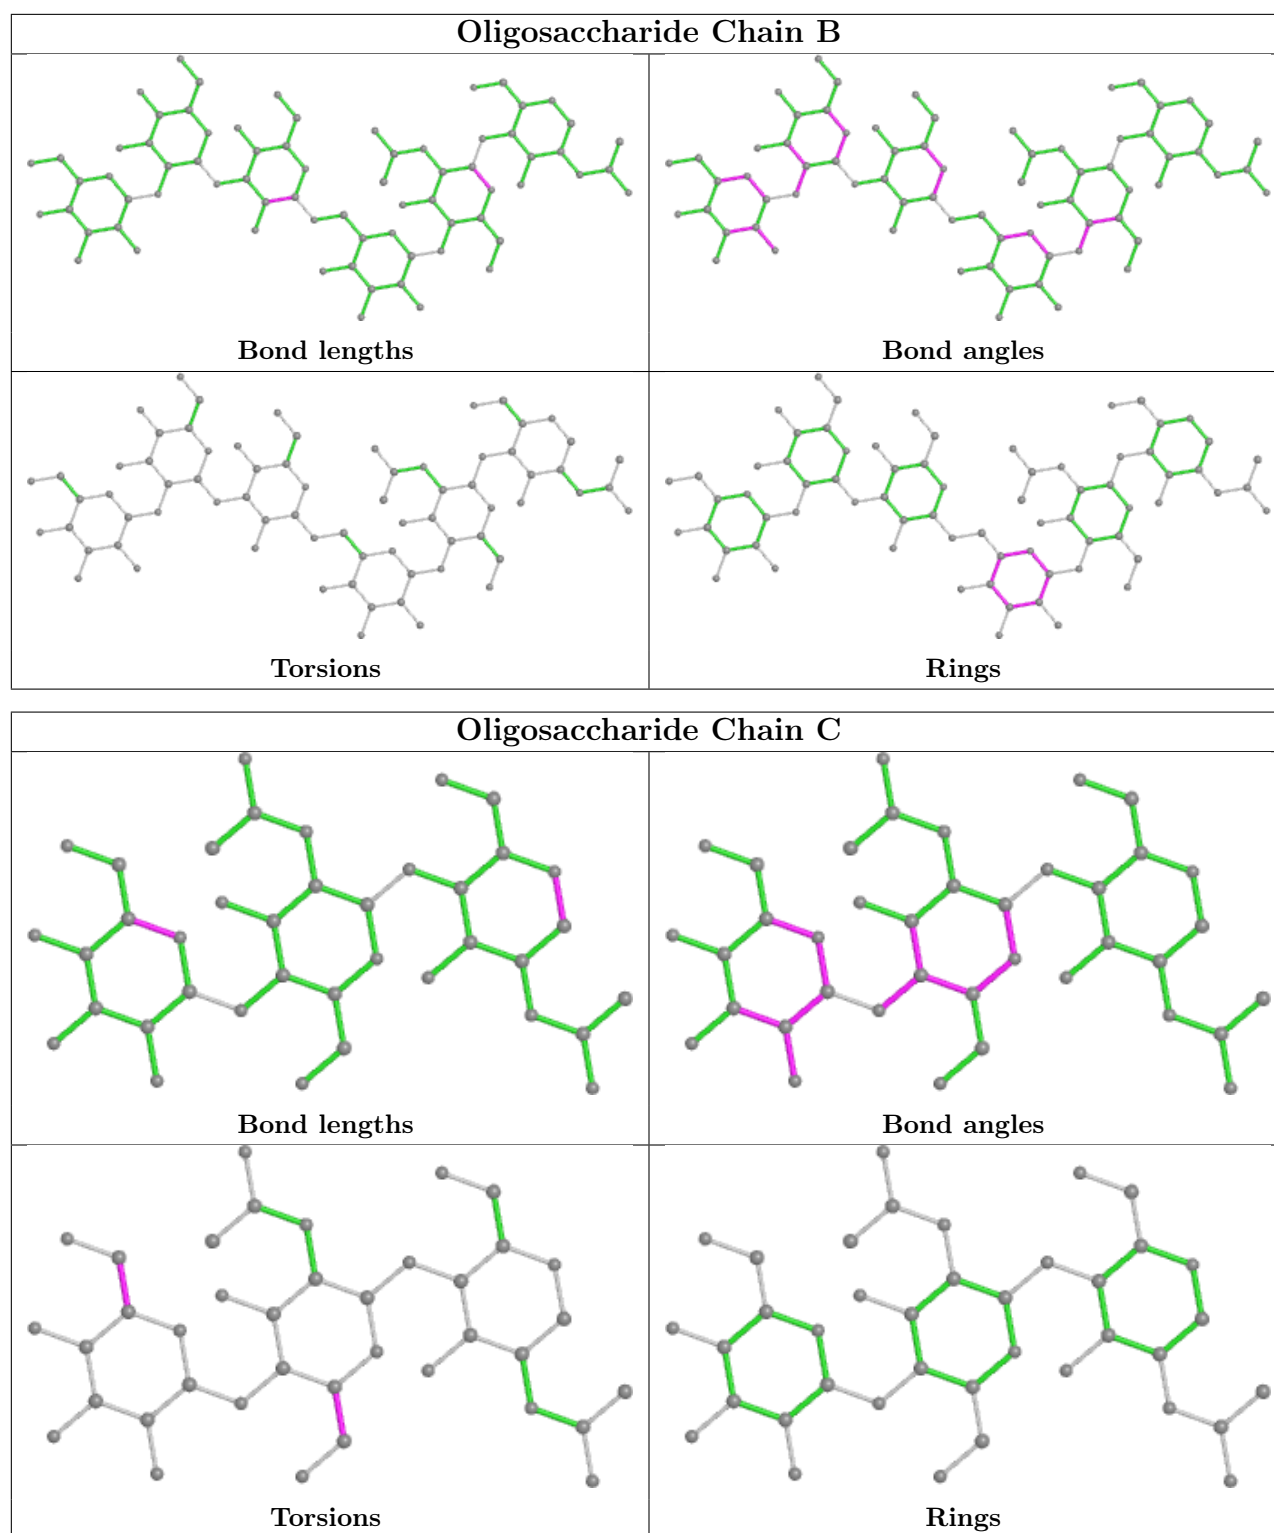 Oligosaccharide Chain B
Bond lengths
Bond angles
Torsions
Rings
Oligosaccharide Chain C
Bond lengths
Bond angles
Torsions
Rings